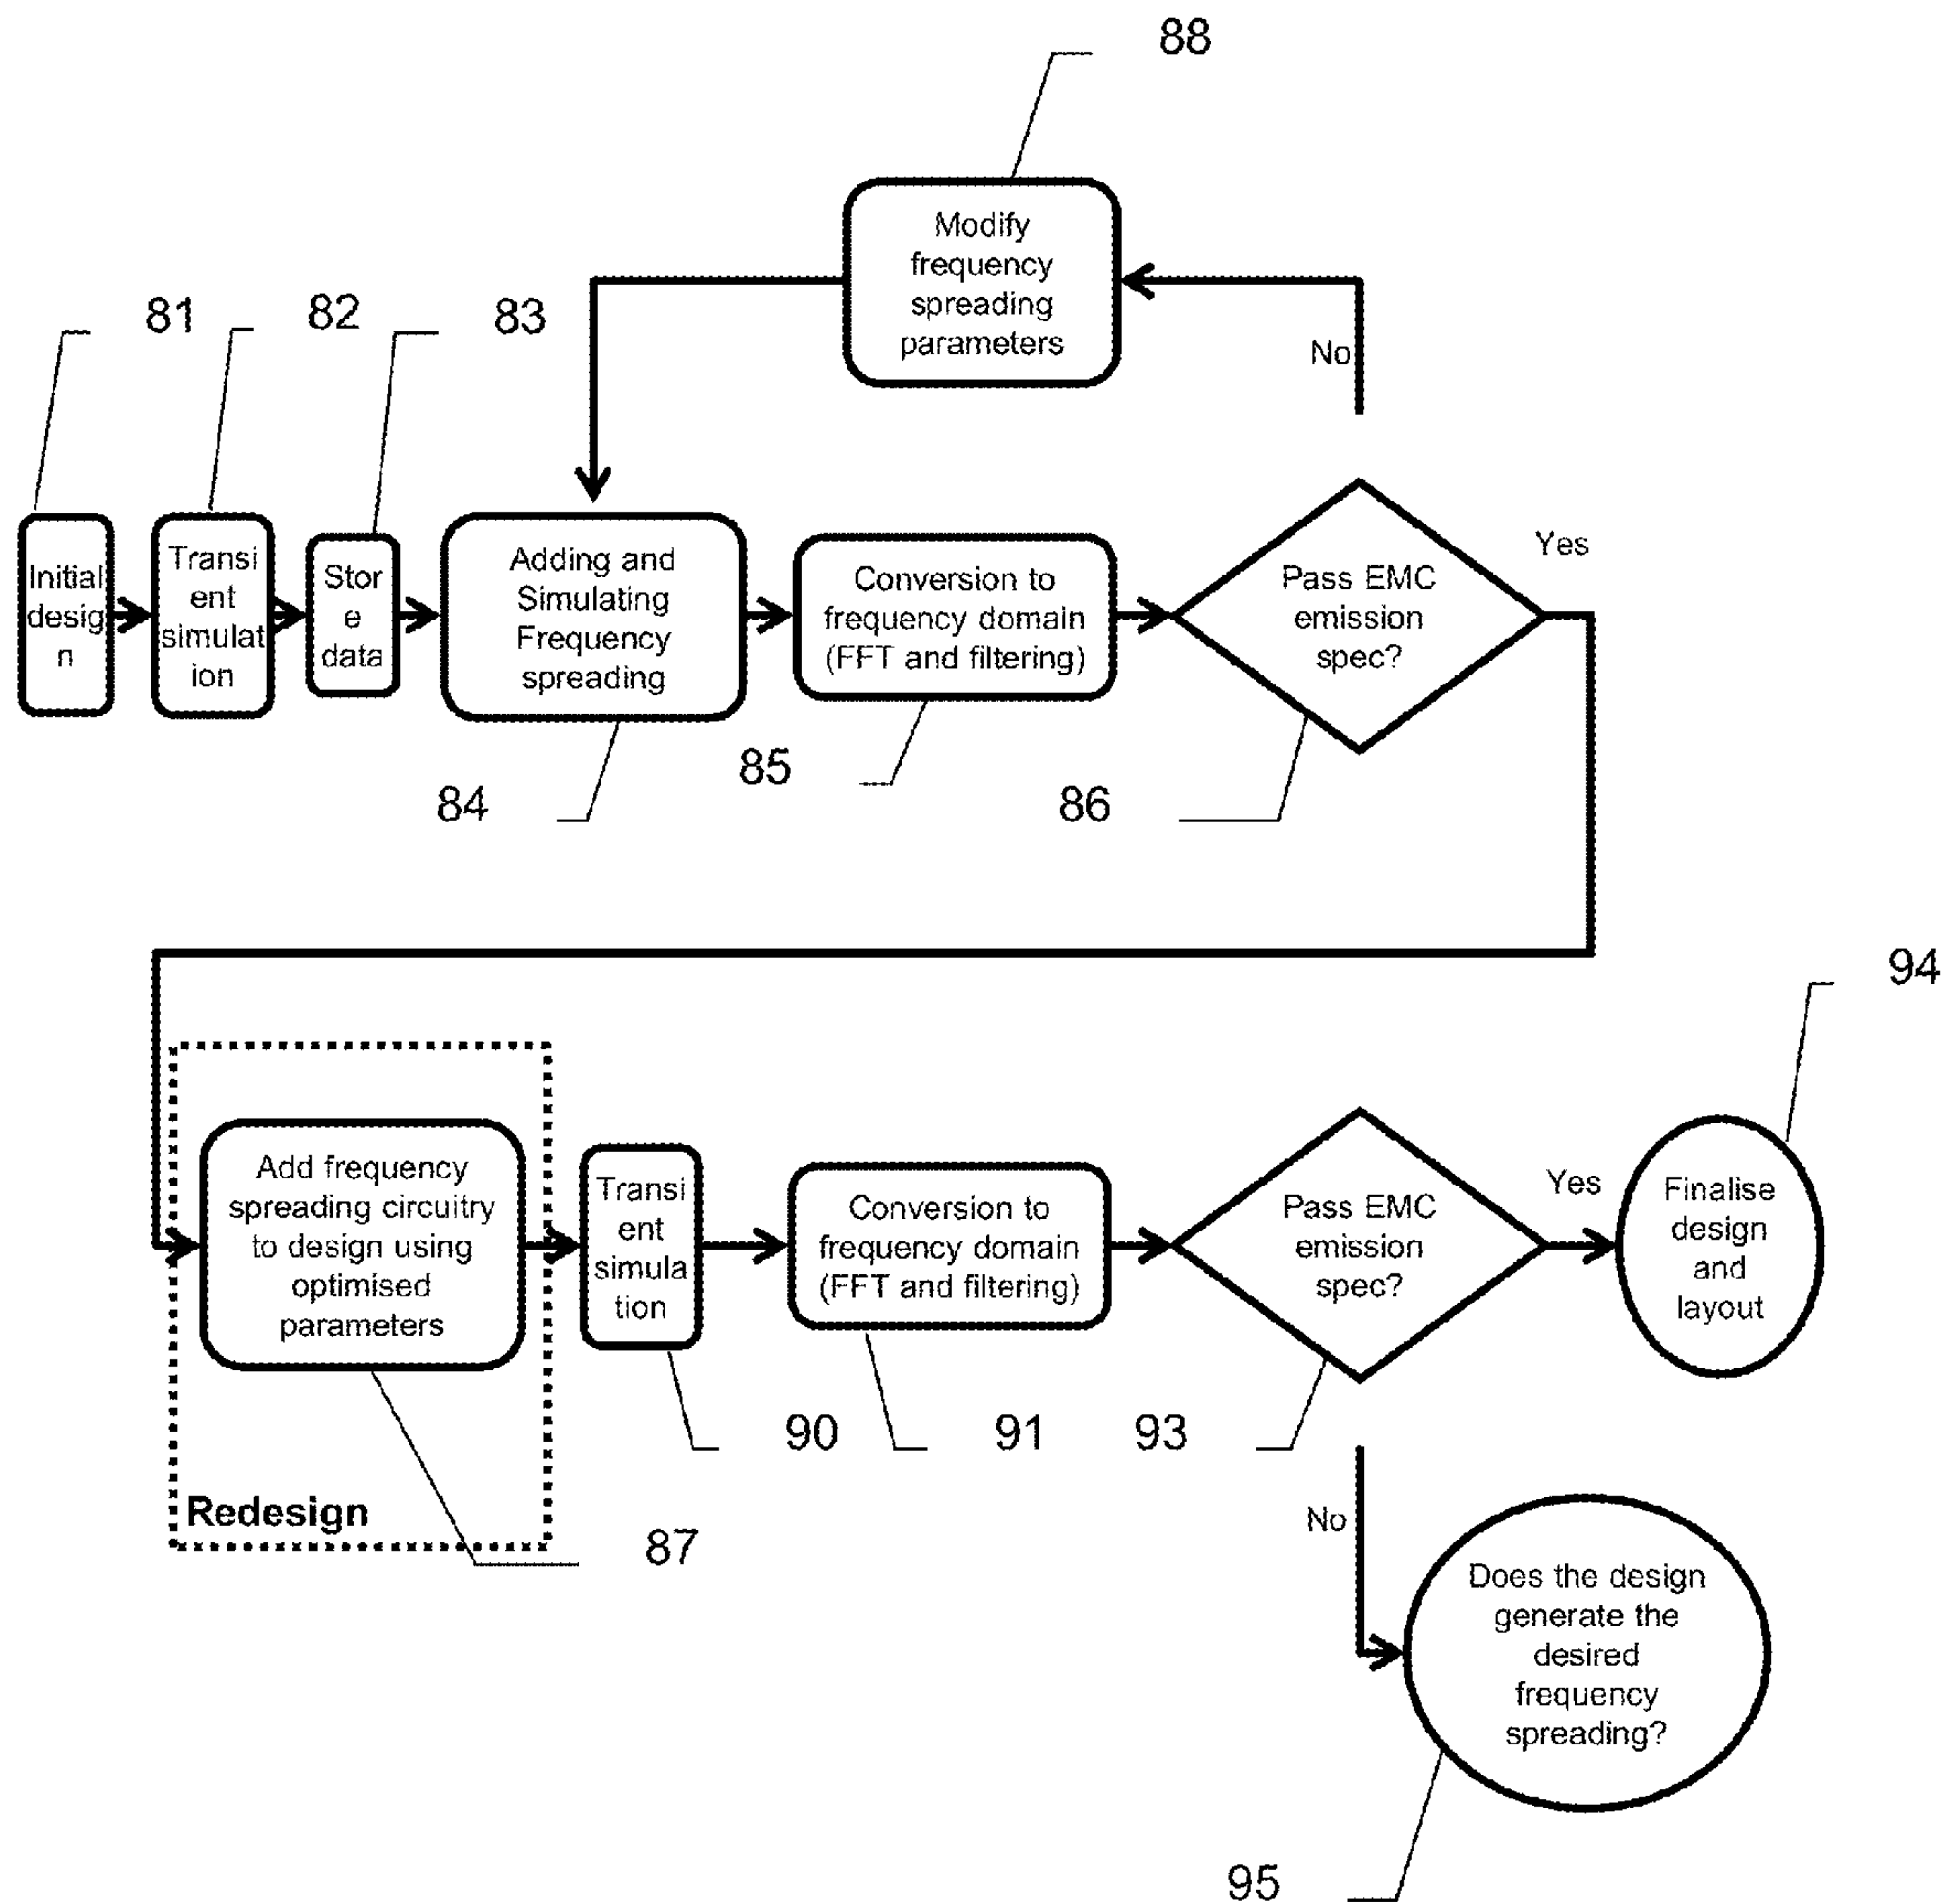 88
Modify
frequency
spreading
parameters
No
81
82
83
Initial
desig
n
Transi
ent
simulat
ion
Stor
e
data
Adding and
Simulating
Frequency
spreading
Conversion to
frequency domain
(FFT and filtering)
Pass EMC
emission
spec?
Yes
84
85
86
94
Add frequency
spreading circuitry
to design using
optimised
parameters
Redesign
Transi
ent
simula
tion
Conversion to
frequency domain
(FFT and filtering)
Pass EMC
emission
spec?
Yes
Finalise
design
and
layout
87
90
91
93
No
Does the design
generate the
desired
frequency
spreading?
95